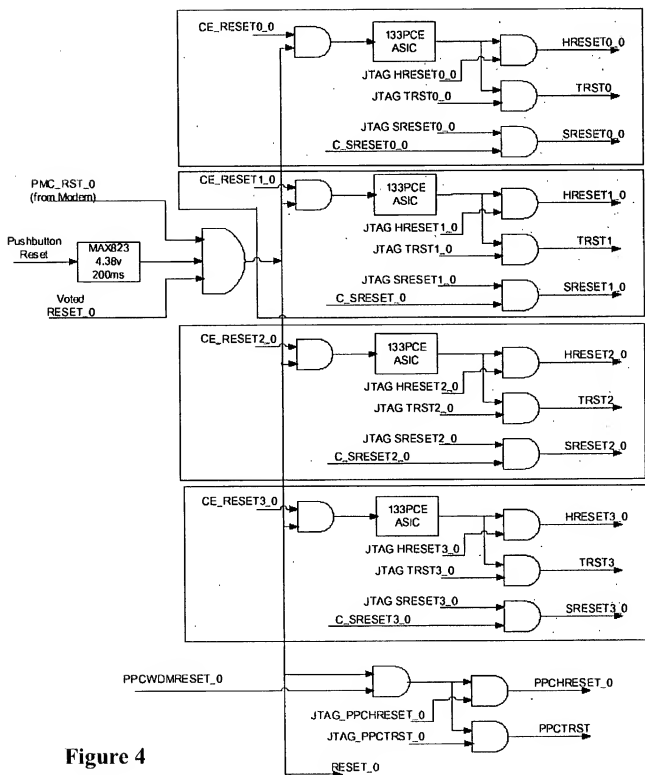 CE_RESET0_0
133PCE
ASIC
HRESET0_0
JTAG HRESET0_0
JTAG TRST0_0
TRST0
JTAG SRESET0_0
C_SRESET0_0
SRESET0_0
PMC_RST_0
(from Modem)
Pushbutton
Reset
MAX823
4.38v
200ms
Voted
RESET_0
CE_RESET1_0
133PCE
ASIC
HRESET1_0
JTAG HRESET1_0
JTAG TRST1_0
TRST1
JTAG SRESET1_0
C_SRESET_0
SRESET1_0
CE_RESET2_0
133PCE
ASIC
HRESET2_0
JTAG HRESET2_0
JTAG TRST2_0
TRST2
JTAG SRESET2_0
C_SRESET2_0
SRESET2_0
CE_RESET3_0
133PCE
ASIC
HRESET3_0
JTAG HRESET3_0
JTAG TRST3_0
TRST3
JTAG SRESET3_0
C_SRESET3_0
SRESET3_0
PPCWDMRESET_0
PPCHRESET_0
JTAG_PPCHRESET_0
JTAG_PPCTRST_0
PPCTRST
RESET_0
Figure 4